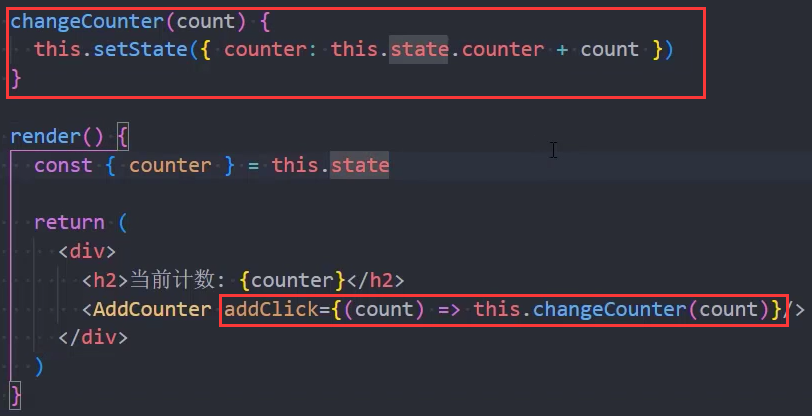 changeCounter(count) {
this.setState({ counter: this.state.counter + count })
}
render() {
const { counter } = this.state
return (
<div>
<h2>当前计数: {counter}</h2>
<AddCounter addClick={(count) => this.changeCounter(count)}/>
</div>
)
}